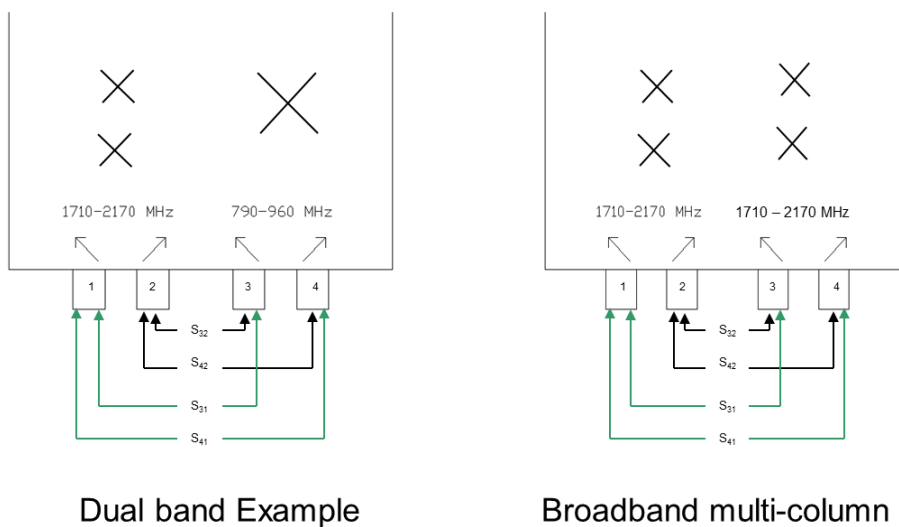 1710-2170 MHz
790-960 MHz
1
2
3
4
S32
S42
S31
S41
Dual band Example
1710-2170 MHz
1710 – 2170 MHz
1
2
3
4
S32
S42
S31
S41
Broadband multi-column